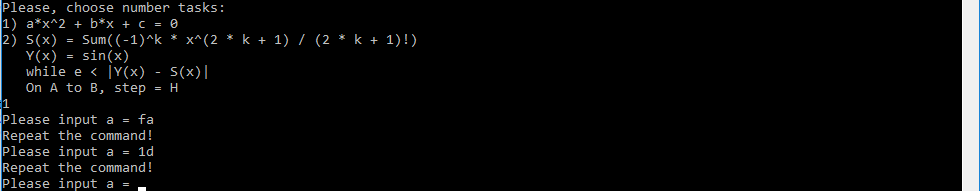 Please, choose number tasks:
1) a*x^2 + b*x + c = 0
2) S(x) = Sum((-1)^k * x^(2 * k + 1) / (2 * k + 1)!)
   Y(x) = sin(x)
   while e < |Y(x) - S(x)|
   On A to B, step = H
1
Please input a = fa
Repeat the command!
Please input a = 1d
Repeat the command!
Please input a =